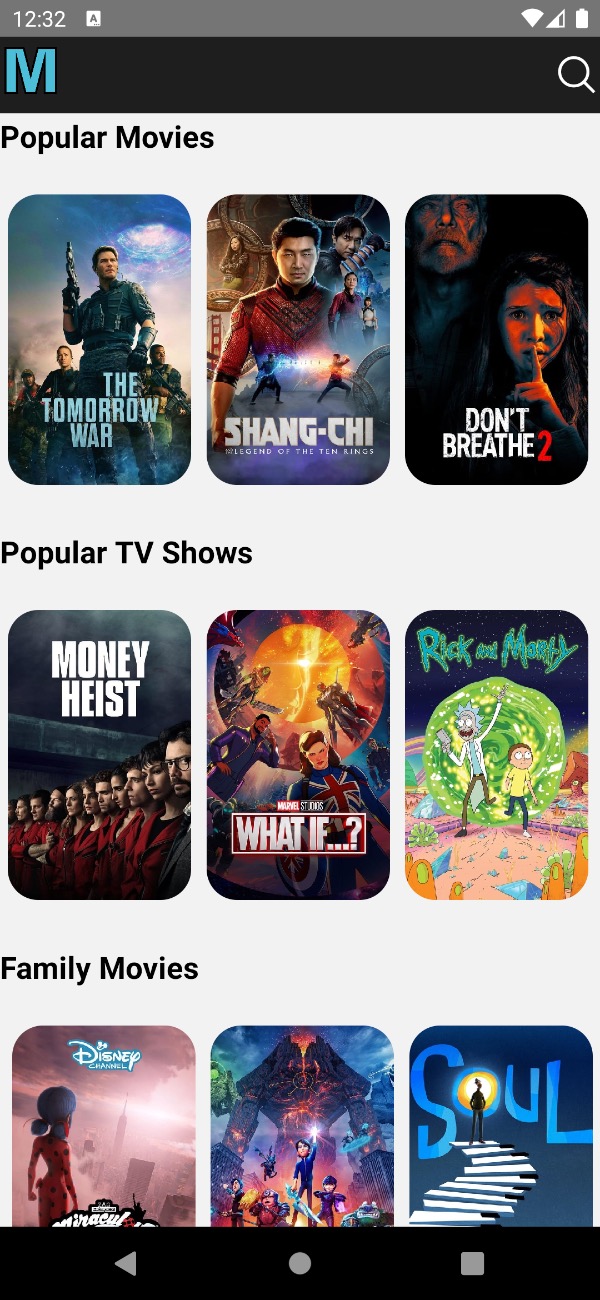 12:32
A
M
Popular Movies
THE
TOMORROW
WAR
SHANG-CHI
AND THE LEGEND OF THE TEN RINGS
DON'T
BREATHE 2
Popular TV Shows
MONEY
HEIST
MARVEL STUDIOS
WHAT IF...?
Rick and Morty
Family Movies
Disney
CHANNEL
SOUL